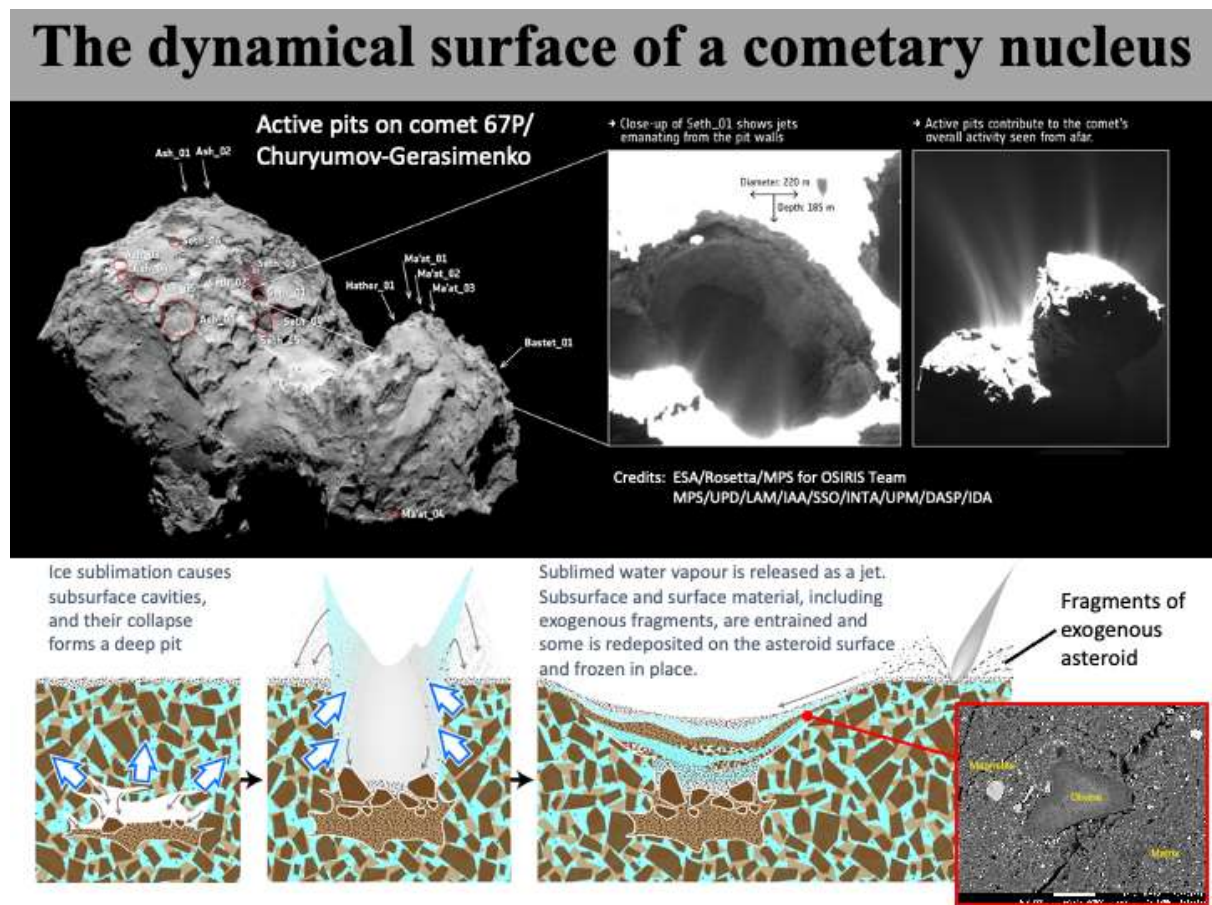 The dynamical surface of a cometary nucleus
Active pits on comet 67P/
Churyumov-Gerasimenko
Ash_01 Ash_02
Ma'at_01
Ma'at_02
Ma'at_03
Hathor_01
Bastet_01
Seth_01
Ma'at_04
→ Close-up of Seth_01 shows jets
emanating from the pit walls
Diameter: 220 m
Depth: 185 m
→ Active pits contribute to the comet's
overall activity seen from afar.
Credits: ESA/Rosetta/MPS for OSIRIS Team
MPS/UPD/LAM/IAA/SSO/INTA/UPM/DASP/IDA
Ice sublimation causes
subsurface cavities,
and their collapse
forms a deep pit
Sublimed water vapour is released as a jet.
Subsurface and surface material, including
exogenous fragments, are entrained and
some is redeposited on the asteroid surface
and frozen in place.
Fragments of
exogenous
asteroid
Magnetite
Olivine
Matrix